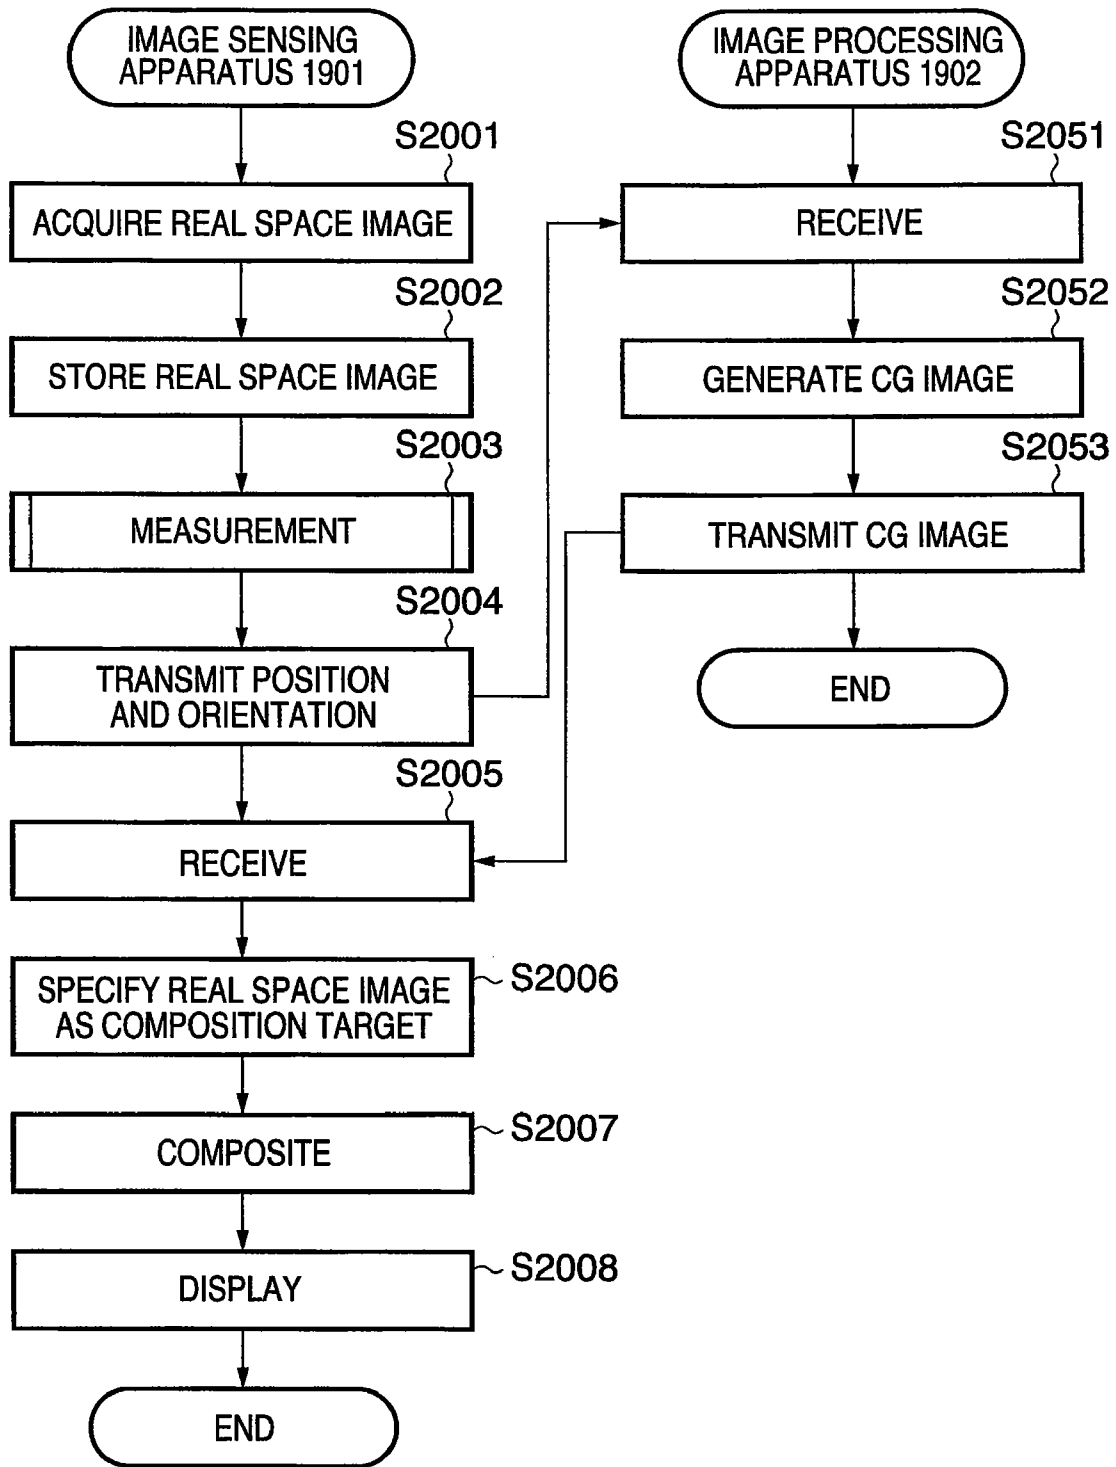 IMAGE SENSING
APPARATUS 1901
S2001
ACQUIRE REAL SPACE IMAGE
S2002
STORE REAL SPACE IMAGE
S2003
MEASUREMENT
S2004
TRANSMIT POSITION
AND ORIENTATION
S2005
RECEIVE
S2006
SPECIFY REAL SPACE IMAGE
AS COMPOSITION TARGET
S2007
COMPOSITE
S2008
DISPLAY
END
IMAGE PROCESSING
APPARATUS 1902
S2051
RECEIVE
S2052
GENERATE CG IMAGE
S2053
TRANSMIT CG IMAGE
END